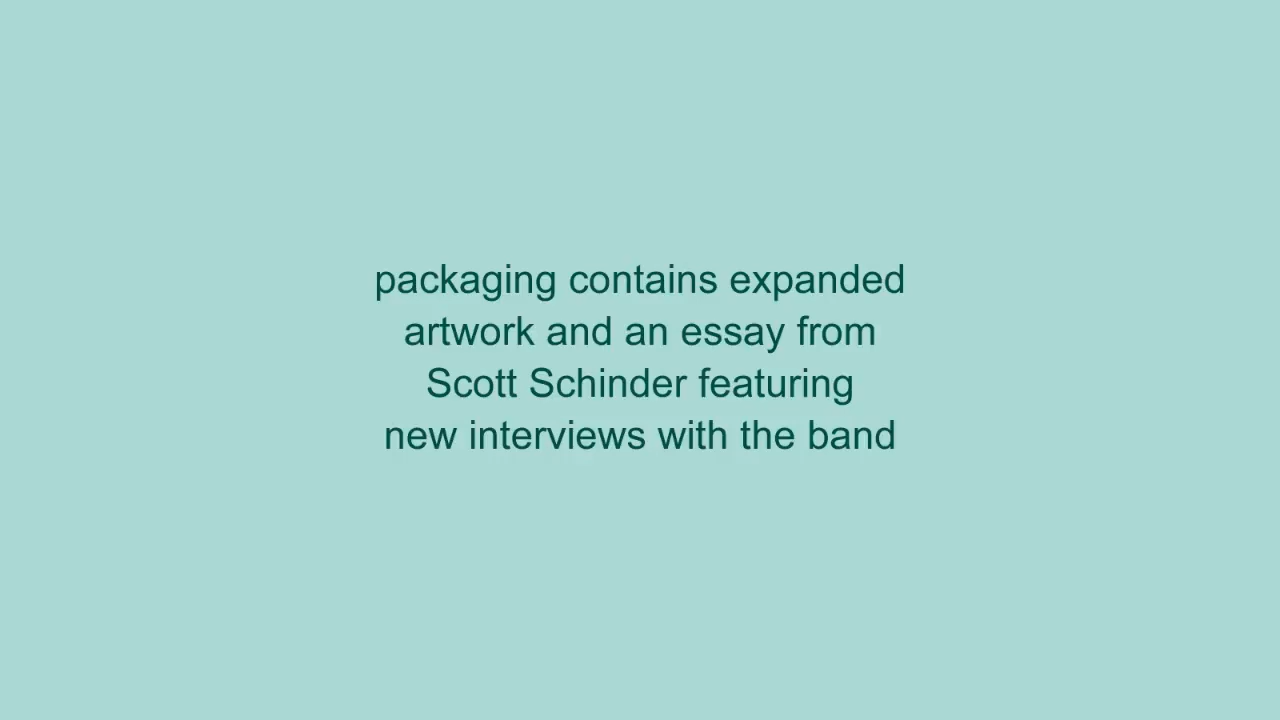 packaging contains expanded
artwork and an essay from
Scott Schinder featuring
new interviews with the band